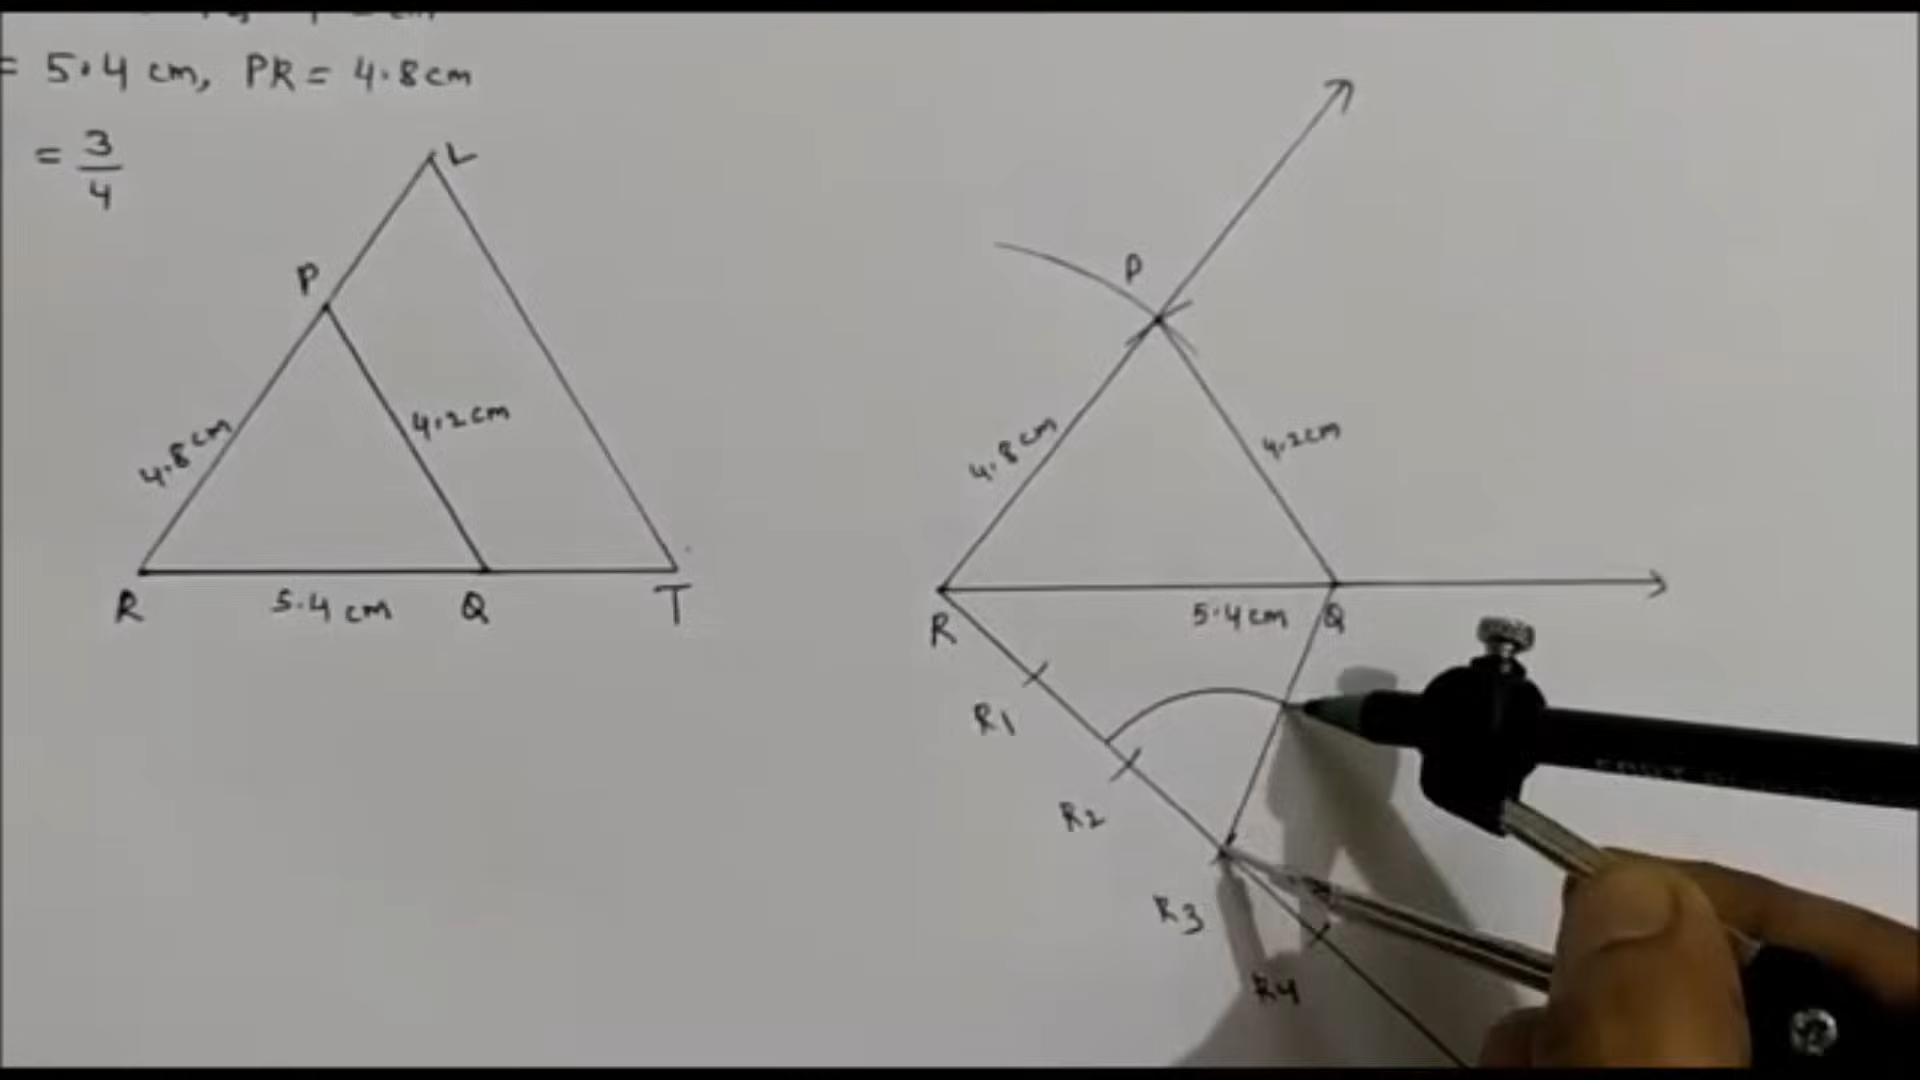 = 5.4 cm, PR = 4.8 cm
= 3/4
L
P
4.8 cm
4.2 cm
R
5.4 cm
Q
T
P
4.8 cm
4.2 cm
R
5.4 cm
Q
R1
R2
R3
R4